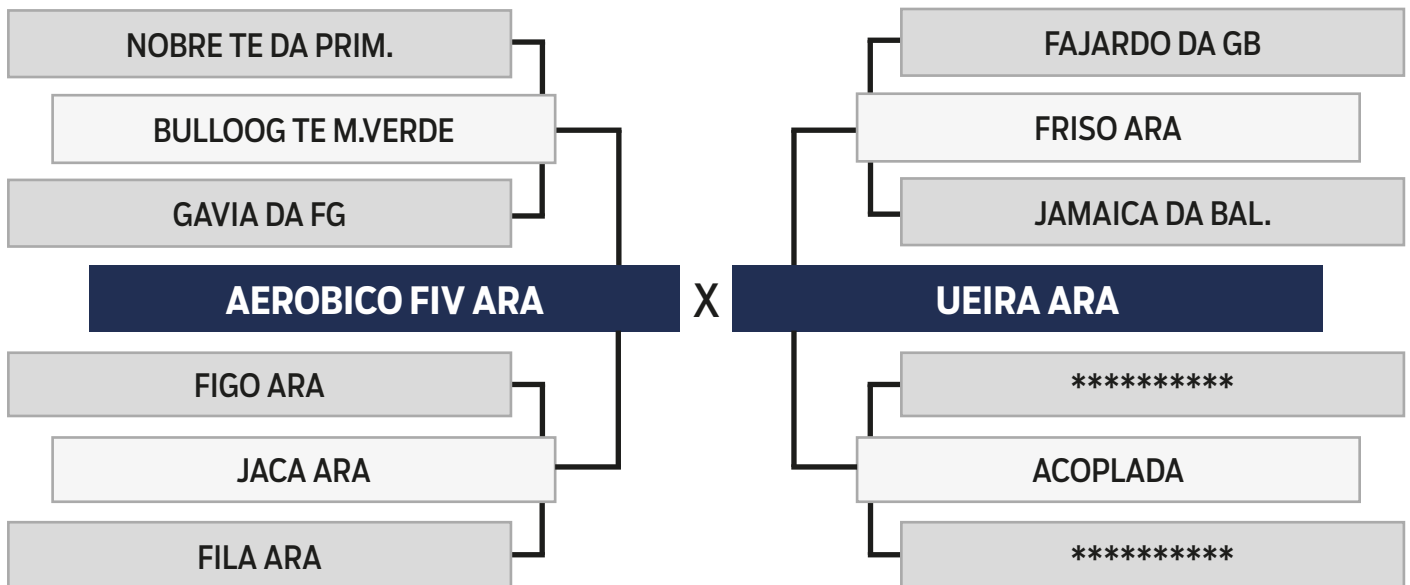 NOBRE TE DA PRIM.
BULLOOG TE M.VERDE
GAVIA DA FG
FAJARDO DA GB
FRISO ARA
JAMAICA DA BAL.
AEROBICO FIV ARA X UEIRA ARA
FIGO ARA
JACA ARA
FILA ARA
**********
ACOPLADA
**********